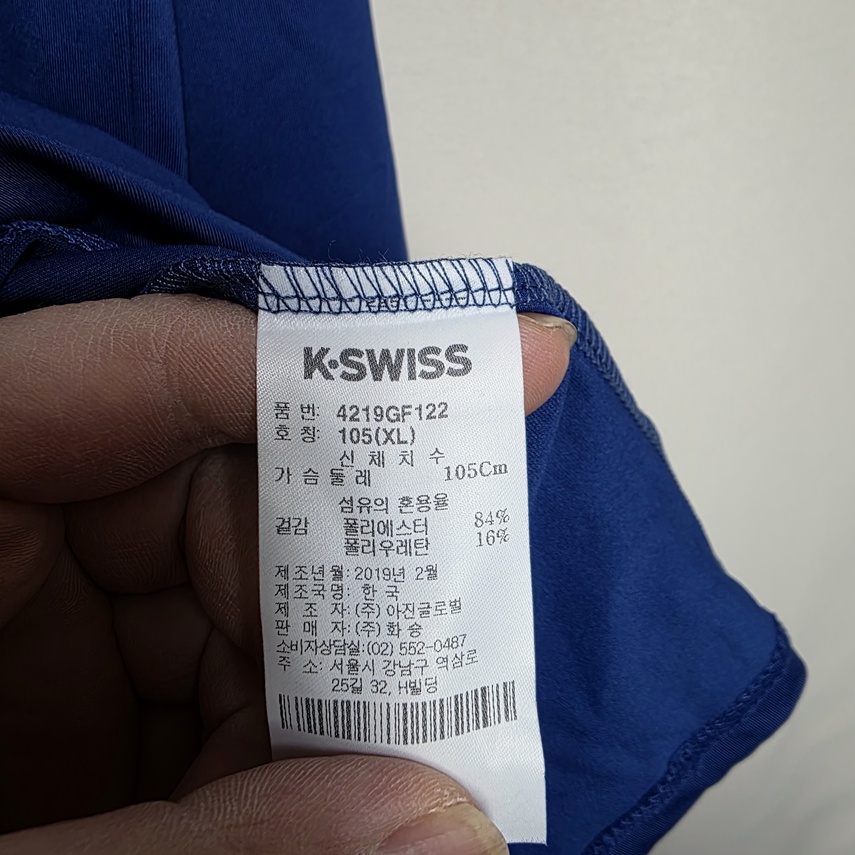 K·SWISS
품 번: 4219GF122
호 칭: 105(XL)
신 체 치 수
가 슴 둘 레 105Cm
섬유의 혼용율
겉감 폴리에스터 84%
폴리우레탄 16%
제조년월: 2019년 2월
제조국명: 한 국
제 조 자: (주) 아진글로벌
판 매 자: (주) 화 승
소비자상담실:(02) 552-0487
주 소: 서울시 강남구 역삼로
25길 32, H빌딩